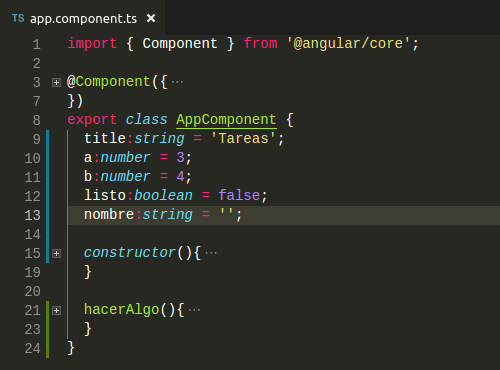 TS app.component.ts ×
1 import { Component } from '@angular/core';
2
3 @Component({ ···
7 })
8 export class AppComponent {
9 title:string = 'Tareas';
10 a:number = 3;
11 b:number = 4;
12 listo:boolean = false;
13 nombre:string = '';
14
15 constructor(){ ···
19 }
20
21 hacerAlgo(){ ···
23 }
24 }